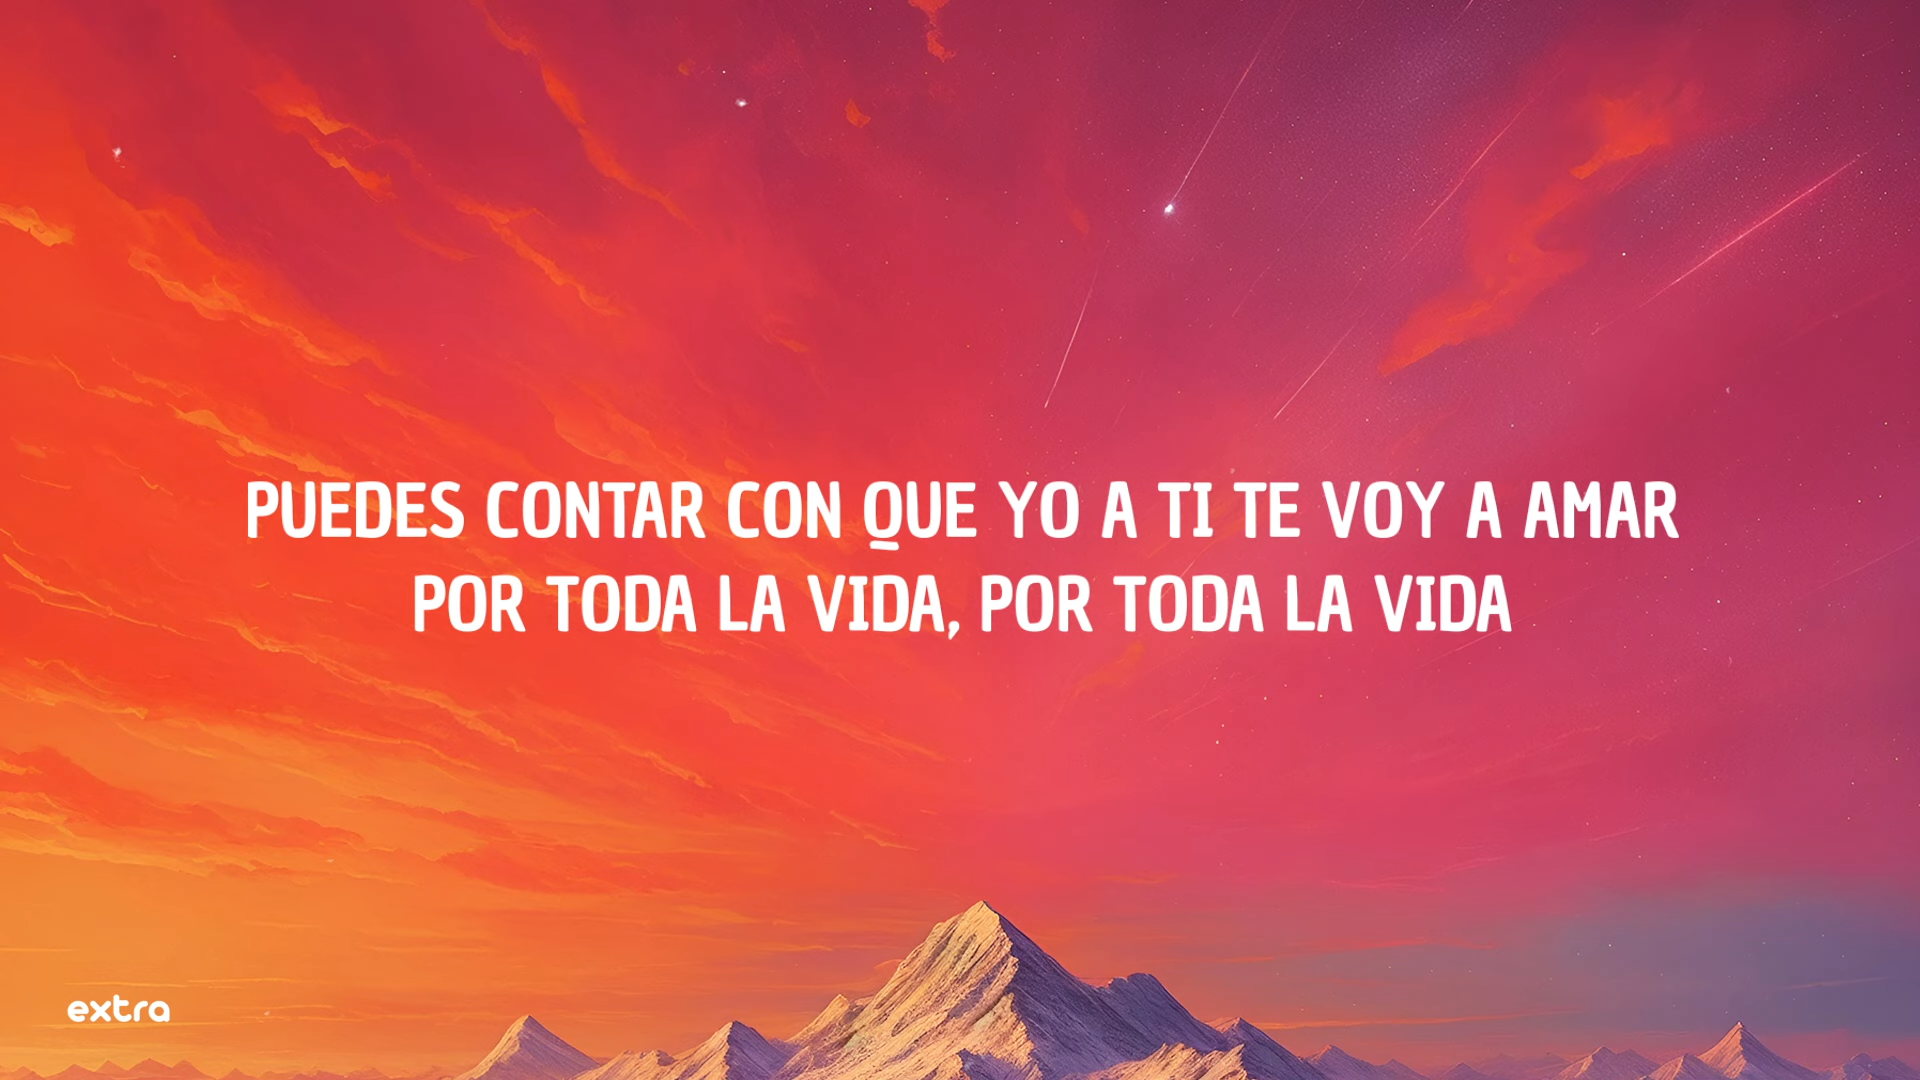 PUEDES CONTAR CON QUE YO A TI TE VOY A AMAR
POR TODA LA VIDA, POR TODA LA VIDA
extra